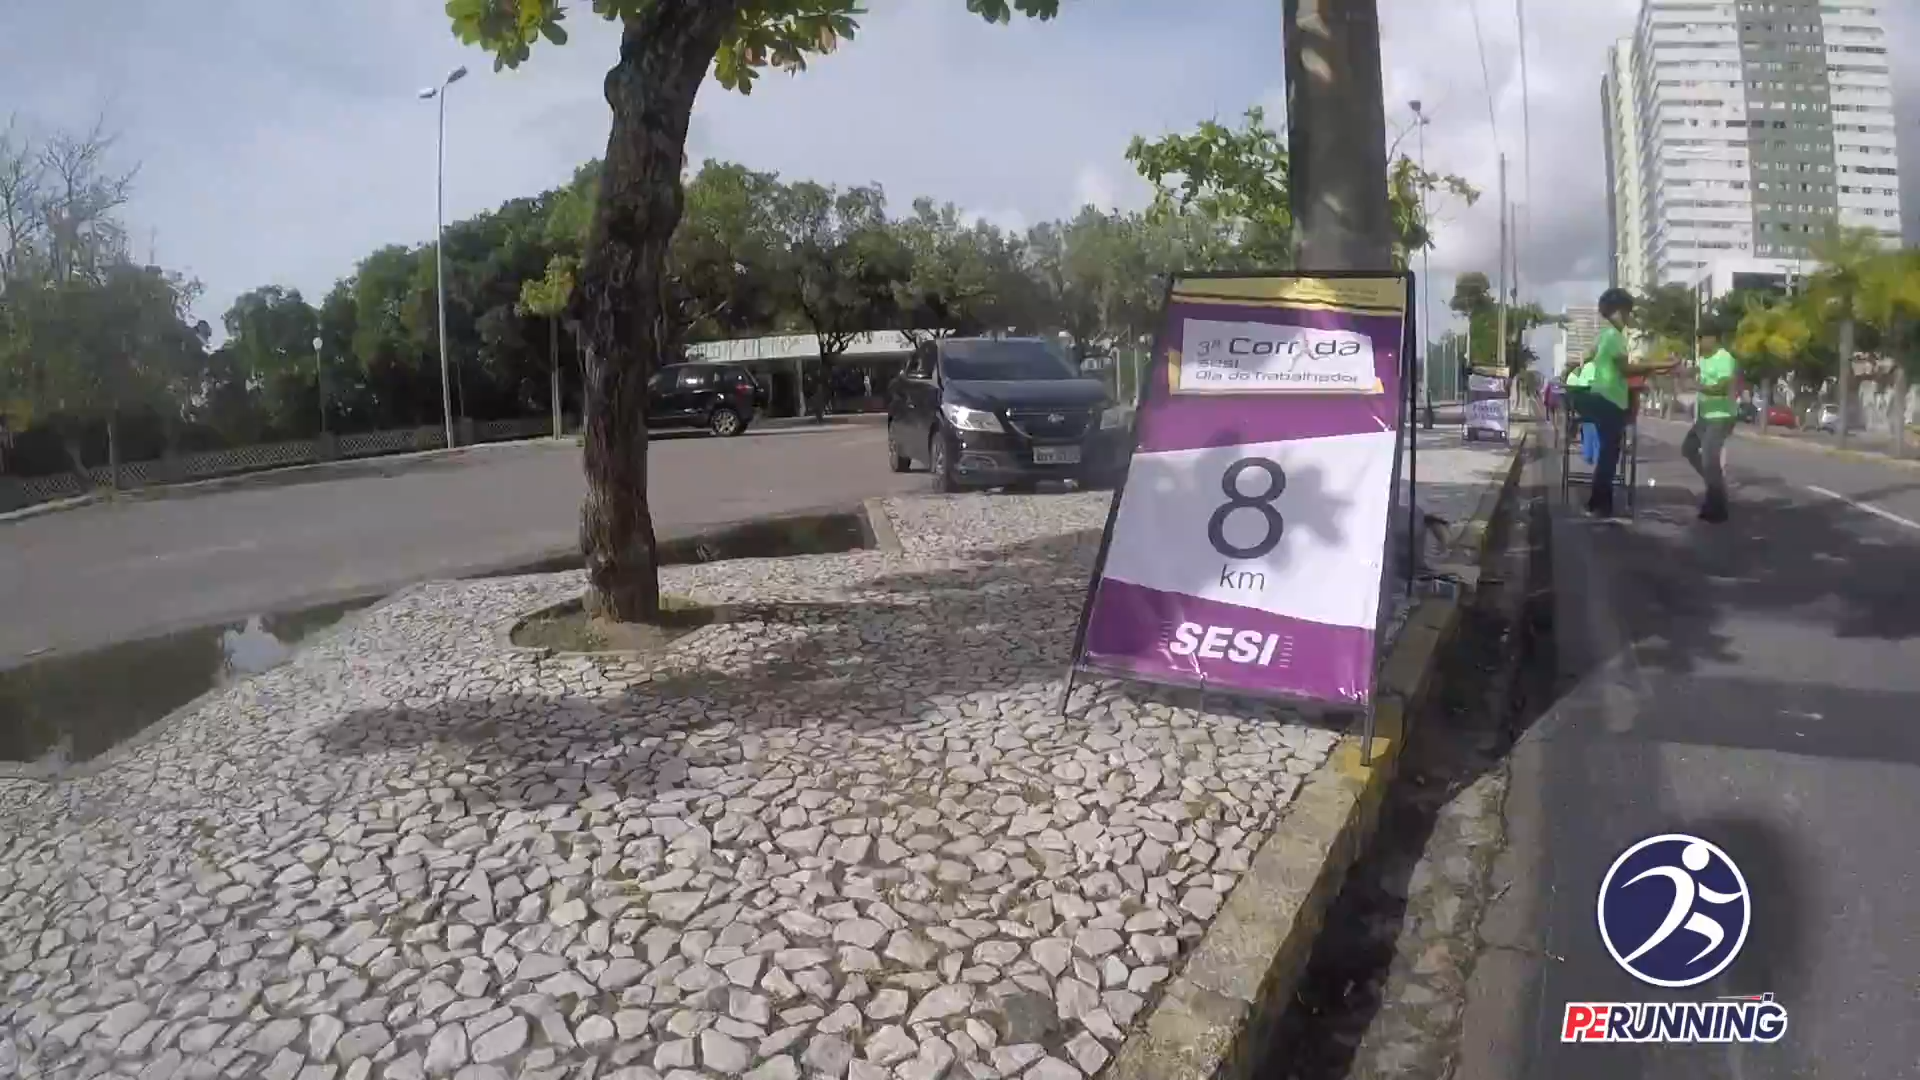 3ª Corrida
SESI
Dia do Trabalhador
8
km
SESI
PERUNNING